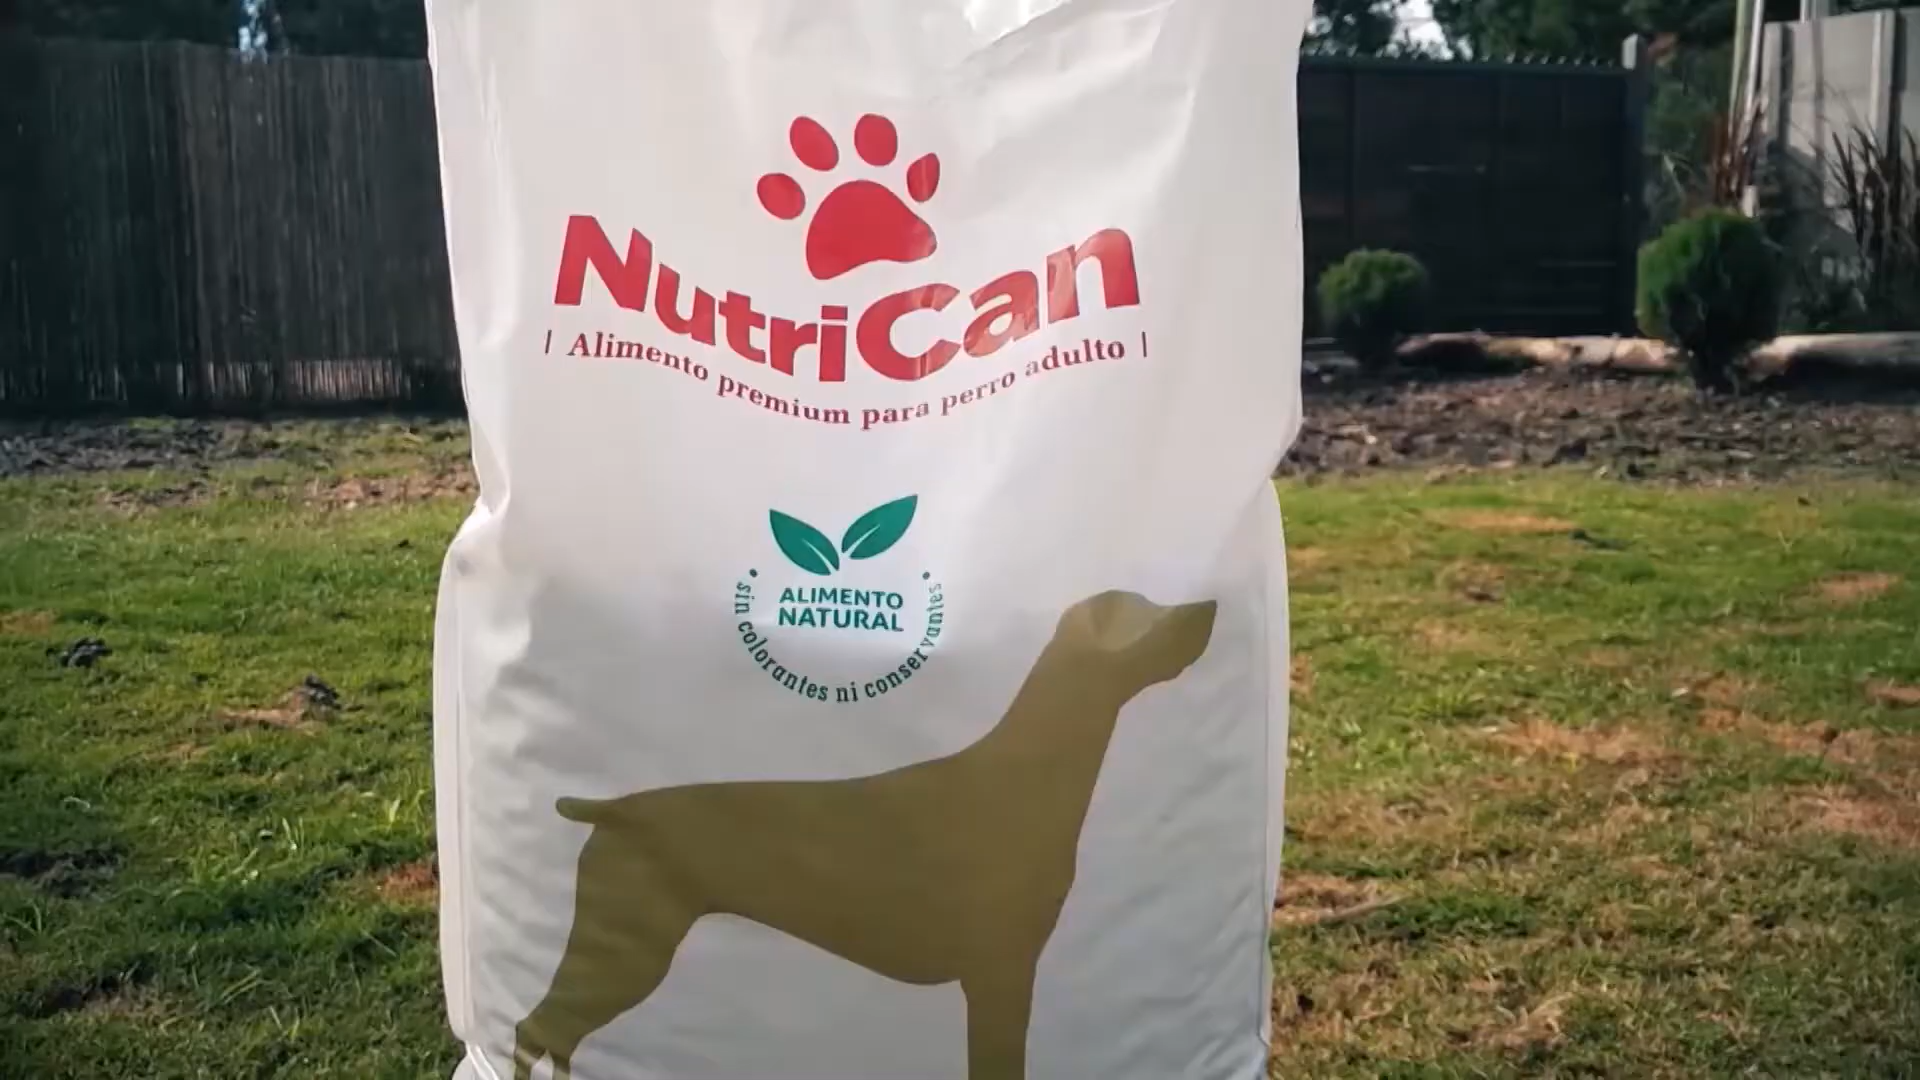 NutriCan
| Alimento premium para perro adulto |
ALIMENTO
NATURAL
• sin colorantes ni conservantes •